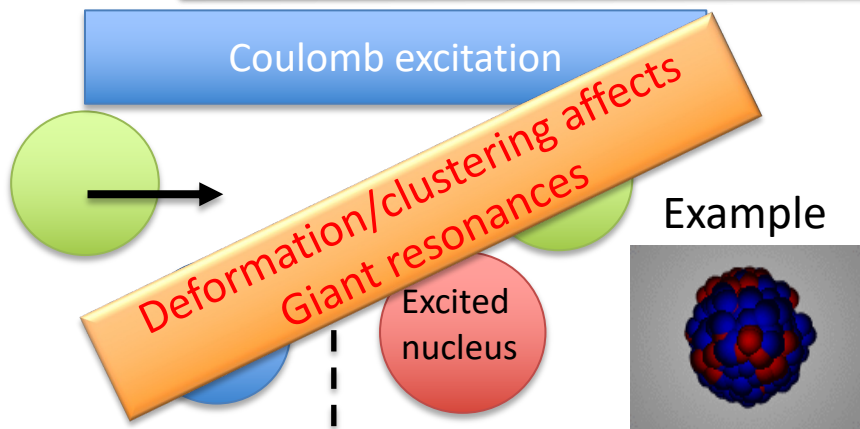 Coulomb excitation
Deformation/clustering affects
Giant resonances
Example
Excited
nucleus